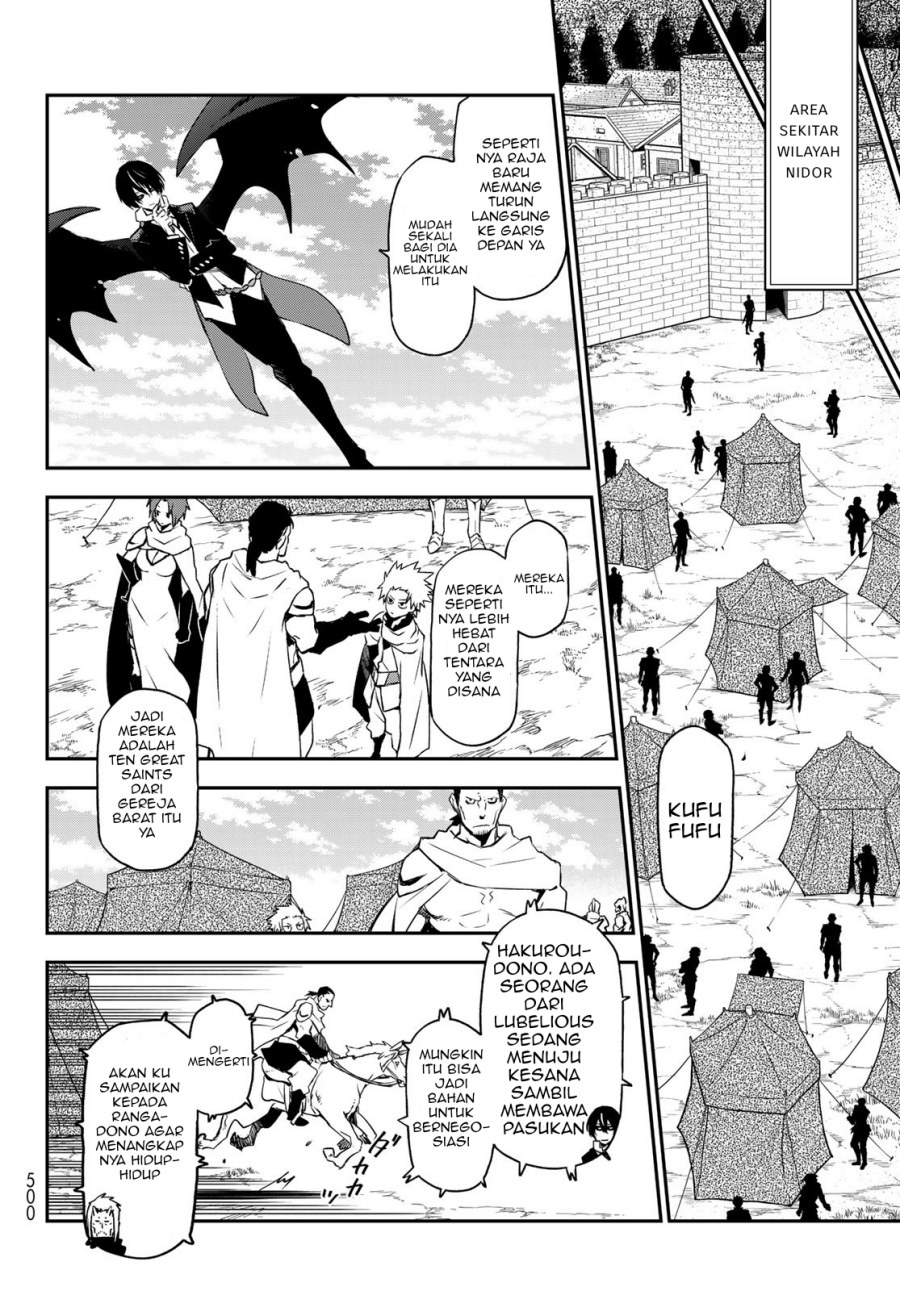 AREA
SEKITAR
WILAYAH
NIDOR
KUFU
FUFU
SEPERTI
NYA RAJA
BARU
MEMANG
TURUN
LANGSUNG
KE GARIS
DEPAN YA
MUDAH
SEKALI
BAGI DIA
UNTUK
MELAKUKAN
ITU
MEREKA
ITU...
MEREKA
SEPERTI
NYA LEBIH
HEBAT
DARI
TENTARA
YANG
DISANA
JADI
MEREKA
ADALAH
TEN GREAT
SAINTS
DARI
GEREJA
BARAT ITU
YA
HAKUROU-
DONO. ADA
SEORANG
DARI
LUBELIOUS
SEDANG
MENUJU
KESANA
SAMBIL
MEMBAWA
PASUKAN
MUNGKIN
ITU BISA
JADI
BAHAN
UNTUK
BERNEGO-
SIASI
DI-
MENGERTI
AKAN KU
SAMPAIKAN
KEPADA
RANGA-
DONO AGAR
MENANGKAP
NYA HIDUP-
HIDUP
ダカカッ
500